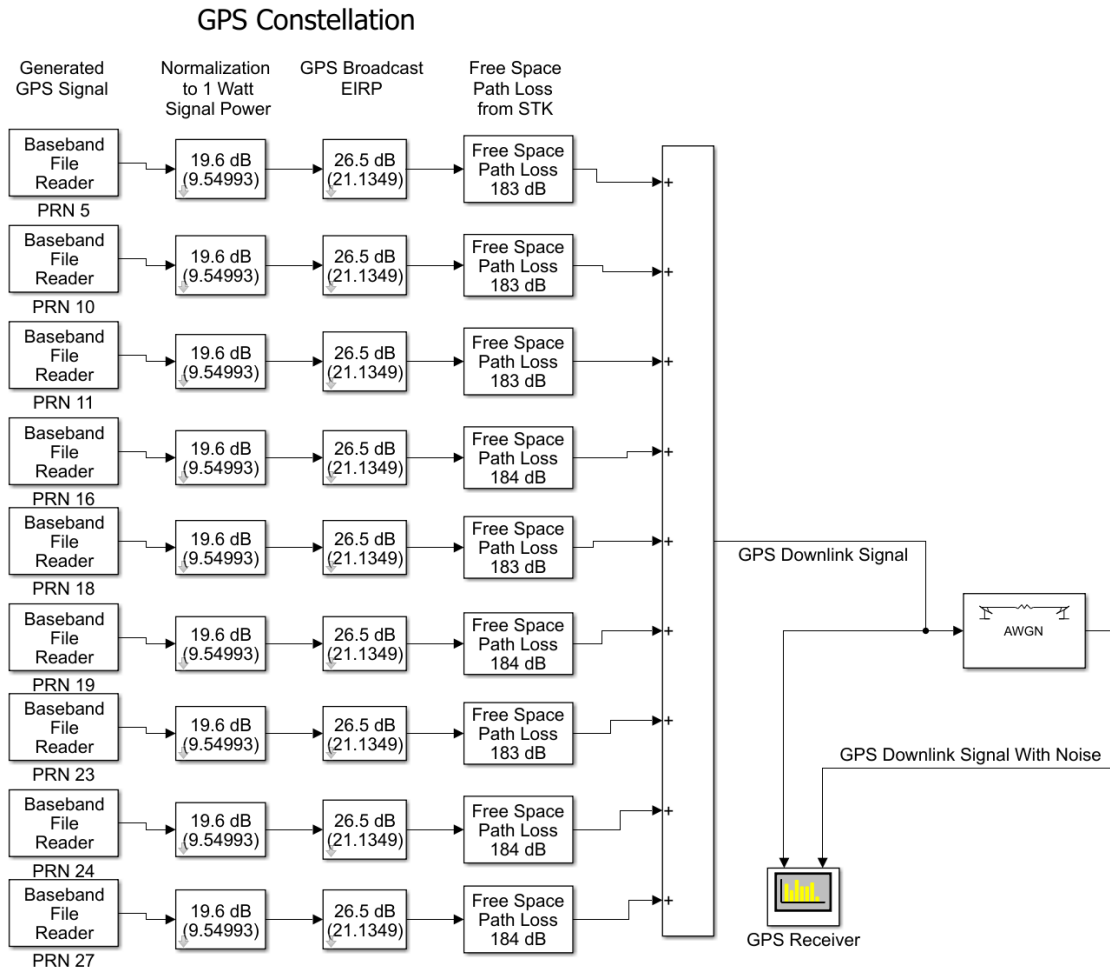 GPS Constellation
Generated
GPS Signal
Normalization
to 1 Watt
Signal Power
GPS Broadcast
EIRP
Free Space
Path Loss
from STK
Baseband
File
Reader
PRN 5
19.6 dB
(9.54993)
26.5 dB
(21.1349)
Free Space
Path Loss
183 dB
+
Baseband
File
Reader
PRN 10
19.6 dB
(9.54993)
26.5 dB
(21.1349)
Free Space
Path Loss
183 dB
+
Baseband
File
Reader
PRN 11
19.6 dB
(9.54993)
26.5 dB
(21.1349)
Free Space
Path Loss
183 dB
+
Baseband
File
Reader
PRN 16
19.6 dB
(9.54993)
26.5 dB
(21.1349)
Free Space
Path Loss
184 dB
+
Baseband
File
Reader
PRN 18
19.6 dB
(9.54993)
26.5 dB
(21.1349)
Free Space
Path Loss
183 dB
+
Baseband
File
Reader
PRN 19
19.6 dB
(9.54993)
26.5 dB
(21.1349)
Free Space
Path Loss
184 dB
+
Baseband
File
Reader
PRN 23
19.6 dB
(9.54993)
26.5 dB
(21.1349)
Free Space
Path Loss
183 dB
+
Baseband
File
Reader
PRN 24
19.6 dB
(9.54993)
26.5 dB
(21.1349)
Free Space
Path Loss
184 dB
+
Baseband
File
Reader
PRN 27
19.6 dB
(9.54993)
26.5 dB
(21.1349)
Free Space
Path Loss
184 dB
+
GPS Downlink Signal
AWGN
GPS Downlink Signal With Noise
GPS Receiver